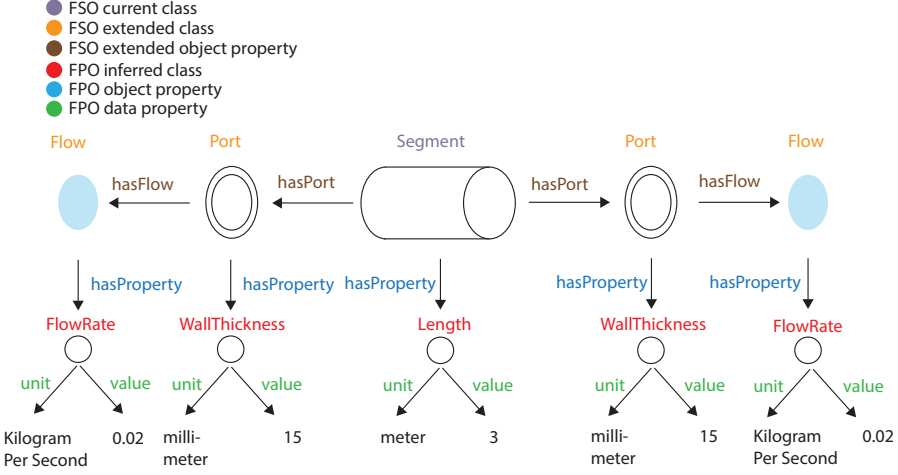 FSO current class
FSO extended class
FSO extended object property
FPO inferred class
FPO object property
FPO data property
Flow Port Segment Port Flow
hasFlow hasPort hasPort hasFlow
hasProperty hasProperty hasProperty hasProperty hasProperty
FlowRate WallThickness Length WallThickness FlowRate
unit value unit value unit value unit value unit value
Kilogram 0.02 milli- 15 meter 3 milli- 15 Kilogram 0.02
Per Second meter meter Per Second